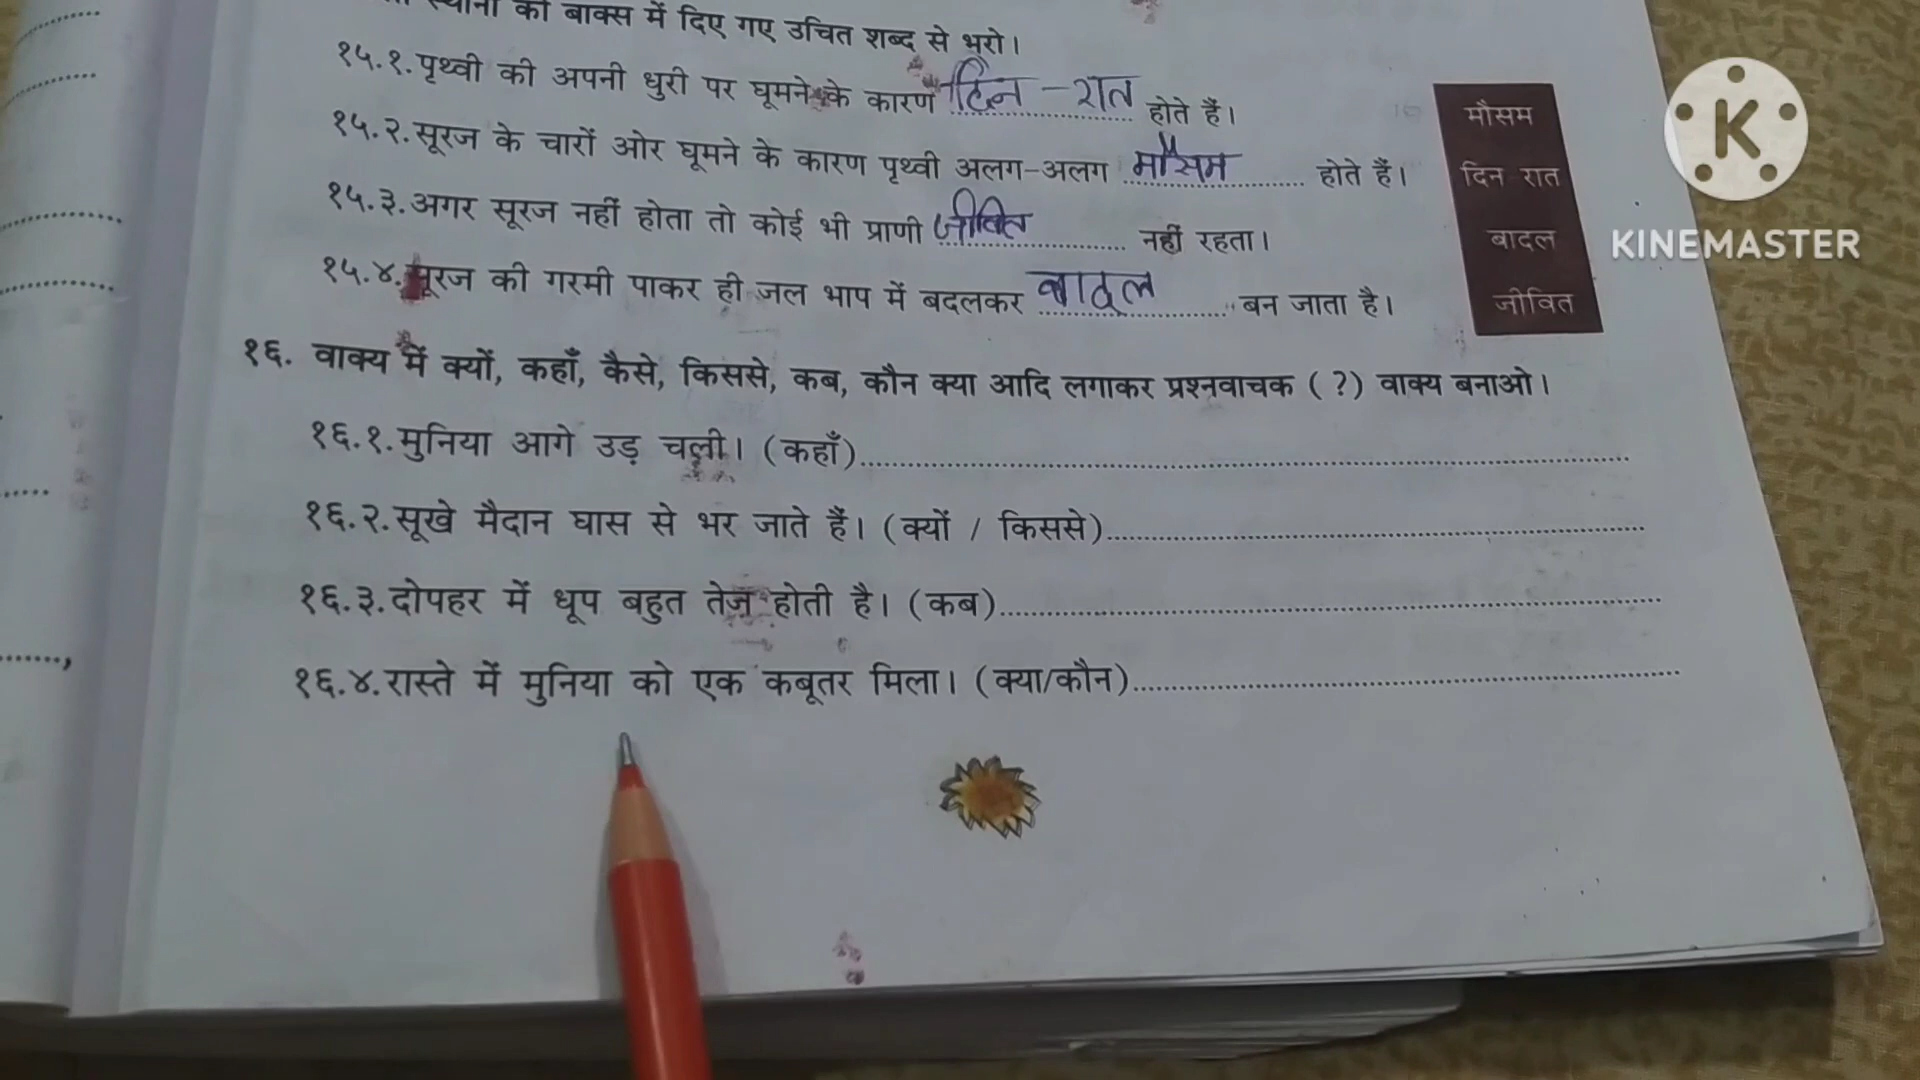 स्थानों को बाक्स में दिए गए उचित शब्द से भरो।
१५.१. पृथ्वी की अपनी धुरी पर घूमने के कारण दिन - रात होते हैं।
१५.२. सूरज के चारों ओर घूमने के कारण पृथ्वी अलग-अलग मौसम होते हैं।
१५.३. अगर सूरज नहीं होता तो कोई भी प्राणी जीवित नहीं रहता।
१५.४. सूरज की गरमी पाकर ही जल भाप में बदलकर बादल बन जाता है।
मौसम
दिन रात
बादल
जीवित
K
KINEMASTER
१६. वाक्य में क्यों, कहाँ, कैसे, किससे, कब, कौन क्या आदि लगाकर प्रश्नवाचक ( ?) वाक्य बनाओ।
१६.१. मुनिया आगे उड़ चली। (कहाँ)
१६.२. सूखे मैदान घास से भर जाते हैं। (क्यों / किससे)
१६.३. दोपहर में धूप बहुत तेज होती है। (कब)
१६.४. रास्ते में मुनिया को एक कबूतर मिला। (क्या/कौन)